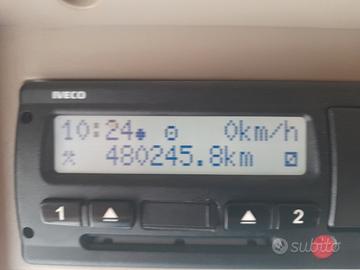 IVECO
10:24 0km/h
480245.8km
1 2
subito